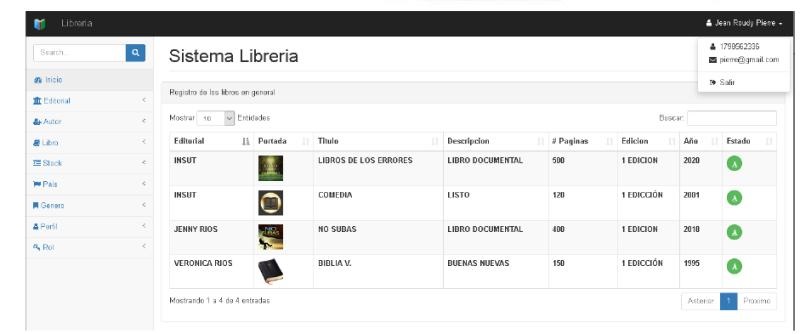 Libreria
Jean Roudy Pierre
1798962336
pierre@gmail.com
Salir
Search...
Inicio
Editorial
Autor
Libro
Stock
Pais
Genero
Perfil
Rol
Sistema Libreria
Registro de los libros en general
Mostrar 10 Entidades
Buscar:
Editorial Portada Titulo Descripcion # Paginas Edicion Año Estado
INSUT LIBROS DE LOS ERRORES LIBRO DOCUMENTAL 500 1 EDICION 2020 A
INSUT COMEDIA LISTO 120 1 EDICCIÓN 2001 A
JENNY RIOS NO SUBAS LIBRO DOCUMENTAL 400 1 EDICION 2018 A
VERONICA RIOS BIBLIA V. BUENAS NUEVAS 150 1 EDICCIÓN 1995 A
Mostrando 1 a 4 de 4 entradas
Anterior 1 Proximo